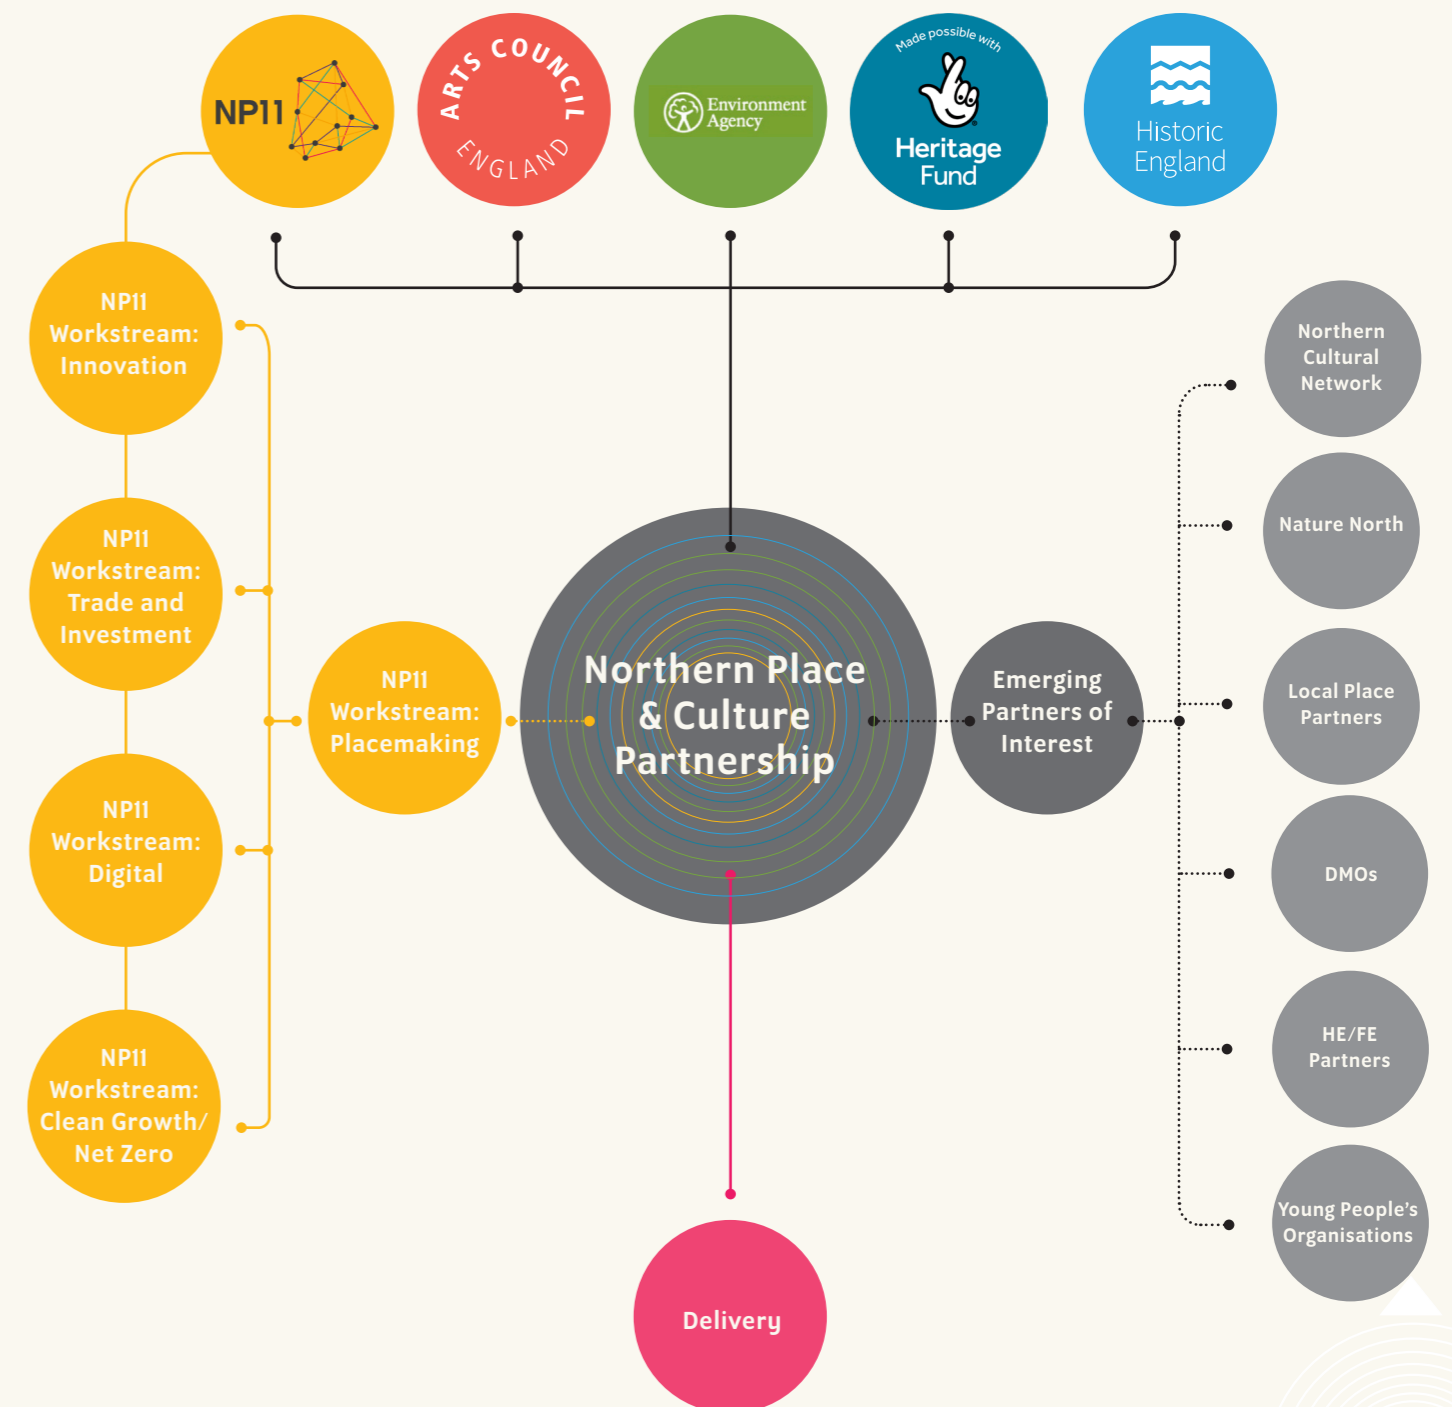 NP11
ARTS COUNCIL
ENGLAND
Environment
Agency
Made possible with
Heritage
Fund
Historic
England
NP11
Workstream:
Innovation
NP11
Workstream:
Trade and
Investment
NP11
Workstream:
Digital
NP11
Workstream:
Clean Growth/
Net Zero
NP11
Workstream:
Placemaking
Northern Place
& Culture
Partnership
Emerging
Partners of
Interest
Northern
Cultural
Network
Nature North
Local Place
Partners
DMOs
HE/FE
Partners
Young People’s
Organisations
Delivery